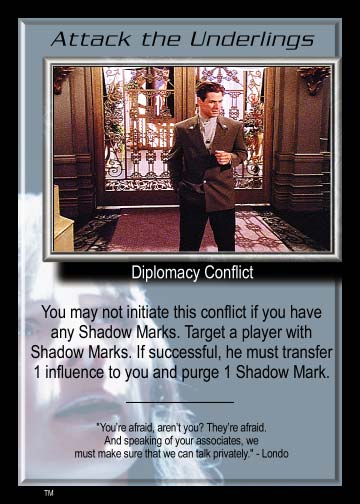 Attack the Underlings
Diplomacy Conflict
You may not initiate this conflict if you have
any Shadow Marks. Target a player with
Shadow Marks. If successful, he must transfer
1 influence to you and purge 1 Shadow Mark.
"You're afraid, aren't you? They're afraid.
And speaking of your associates, we
must make sure that we can talk privately." - Londo
TM